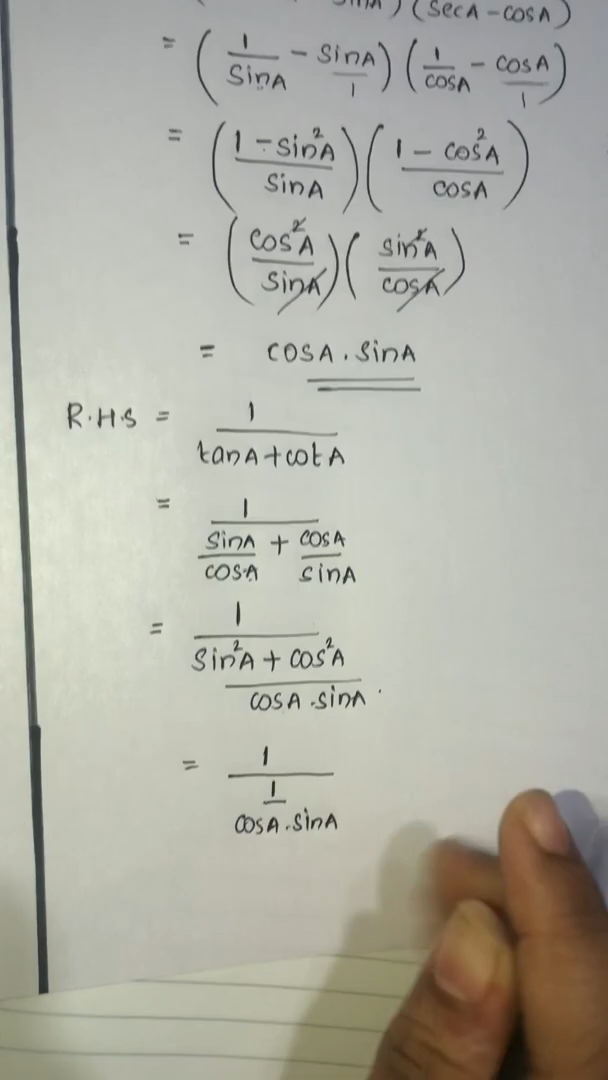 sinA) (secA - cosA)
= (1/sinA - sinA/1) (1/cosA - cosA/1)
= ((1 - sin²A)/sinA) ((1 - cos²A)/cosA)
= (cos²A/sinA) (sin²A/cosA)
= cosA . sinA
R.H.S = 1/(tanA + cotA)
= 1/(sinA/cosA + cosA/sinA)
= 1/((sin²A + cos²A)/(cosA . sinA))
= 1/(1/(cosA . sinA))